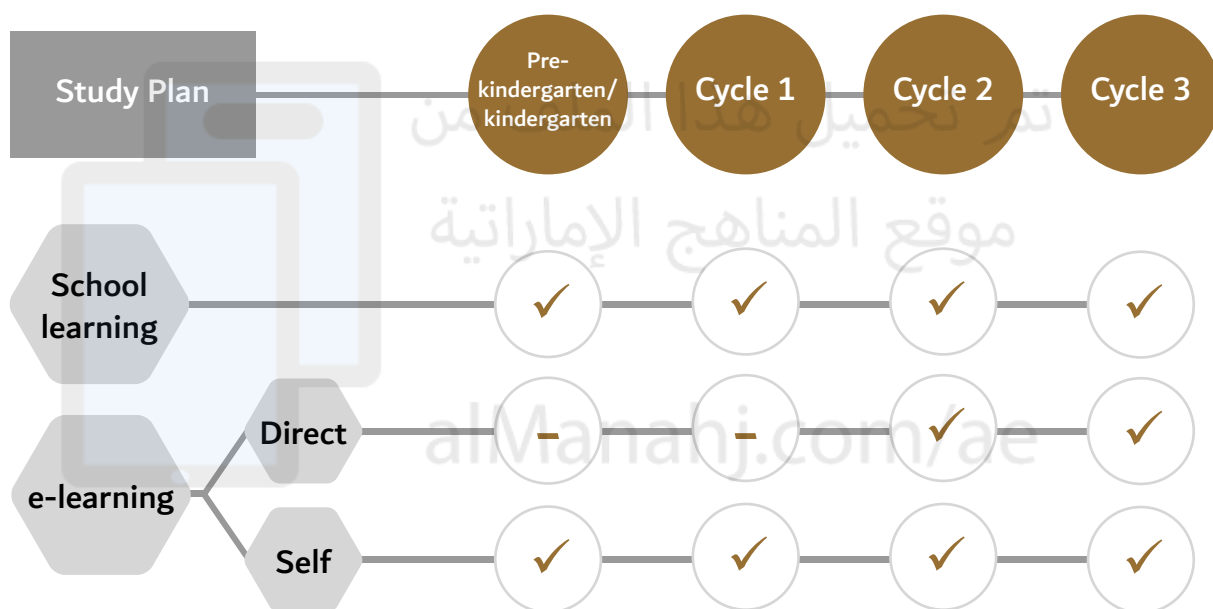 Study Plan
Pre-
kindergarten/
kindergarten
Cycle 1
Cycle 2
Cycle 3
تم تحميل هذا الملف من
موقع المناهج الإماراتية
School
learning
✓ ✓ ✓ ✓
alManahj.com/ae
e-learning
Direct
- - ✓ ✓
Self
✓ ✓ ✓ ✓